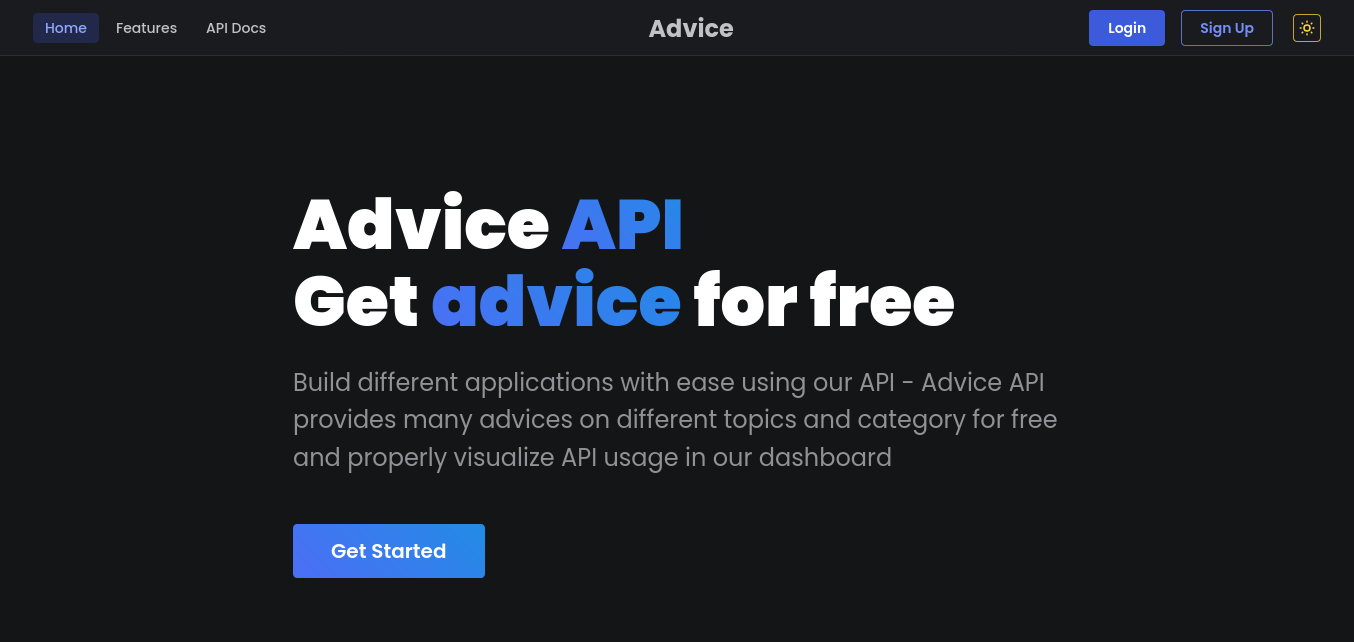 Home Features API Docs Advice Login Sign Up
Advice API
Get advice for free
Build different applications with ease using our API - Advice API
provides many advices on different topics and category for free
and properly visualize API usage in our dashboard
Get Started